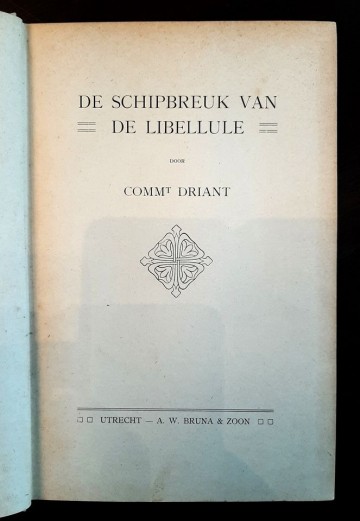 DE SCHIPBREUK VAN
DE LIBELLULE
DOOR
COMMT DRIANT
UTRECHT — A. W. BRUNA & ZOON